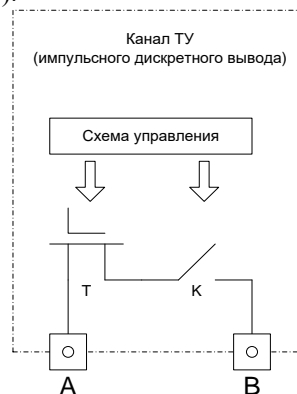 ).
Канал ТУ
(импульсного дискретного вывода)
Схема управления
Т
К
А
В